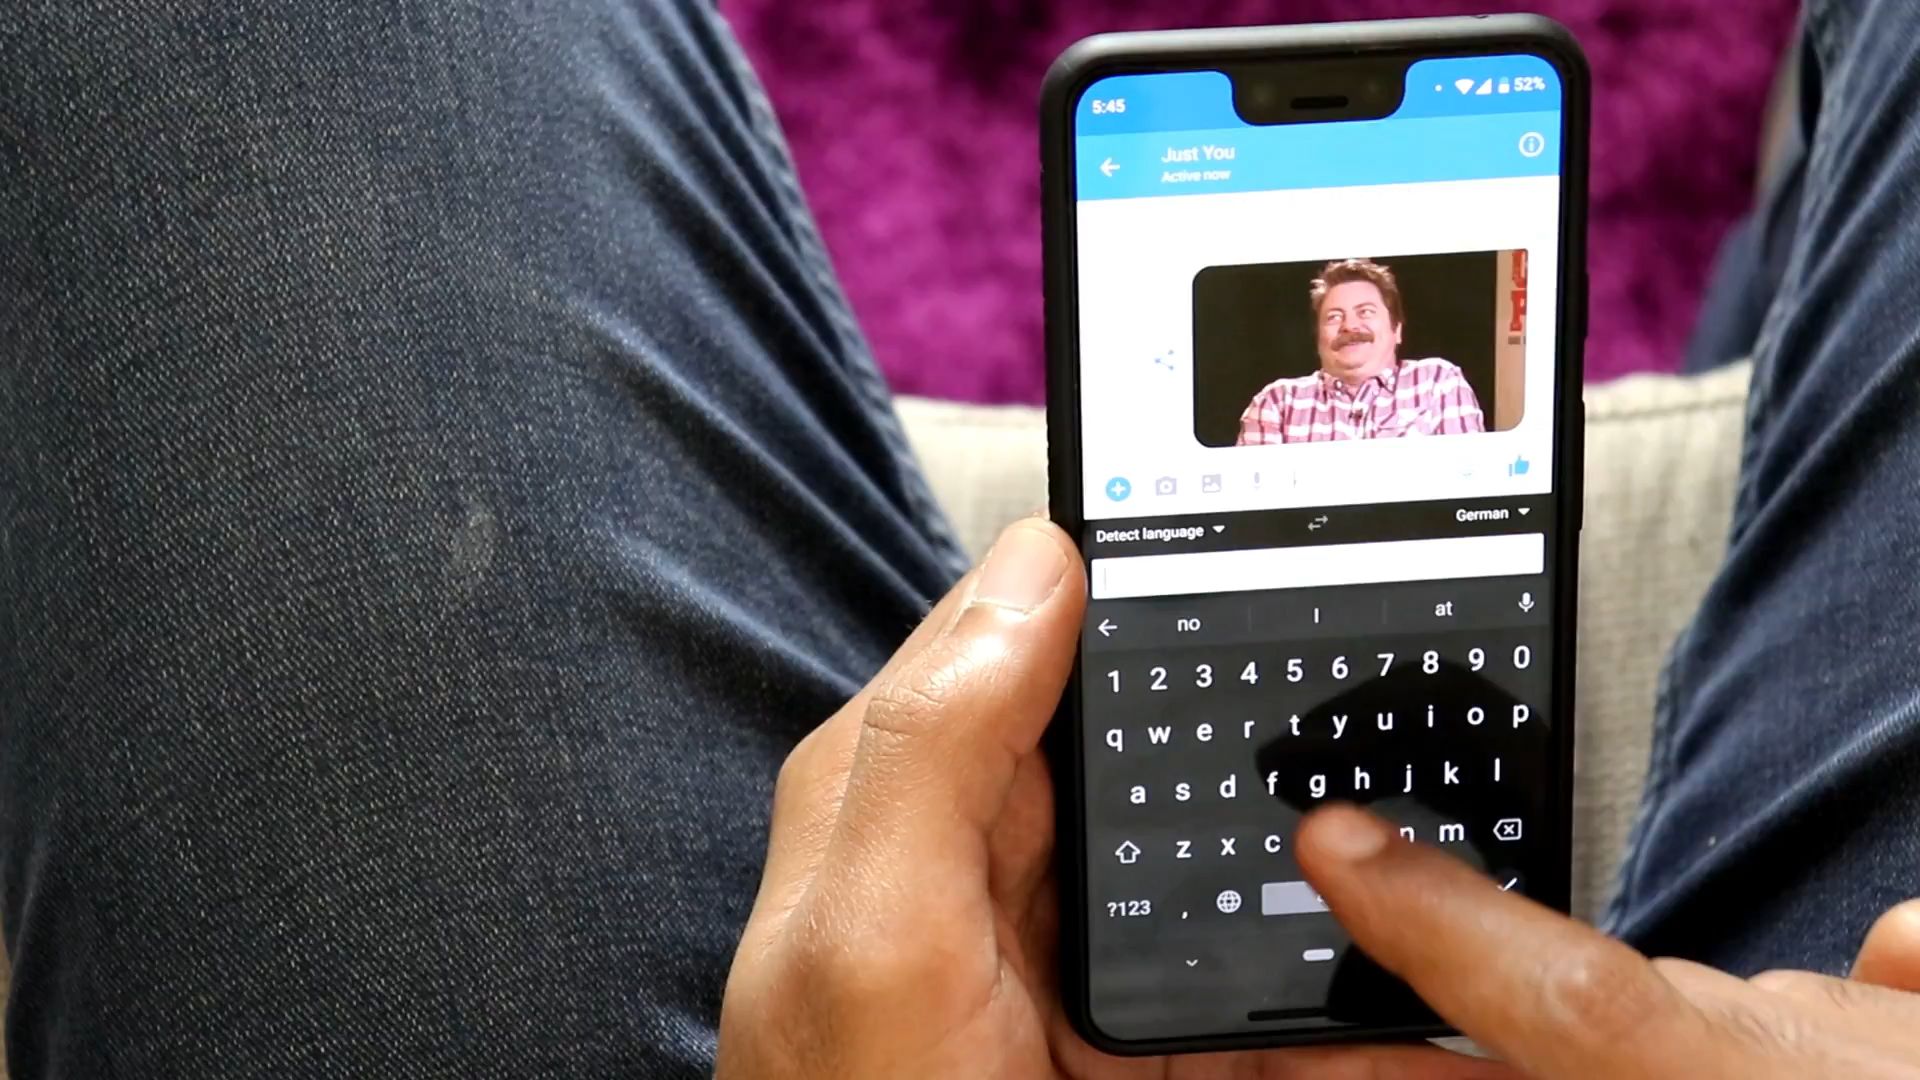 5:45
52%
Just You
Active now
Detect language
German
no
I
at
1 2 3 4 5 6 7 8 9 0
q w e r t y u i o p
a s d f g h j k l
z x c n m
?123 ,